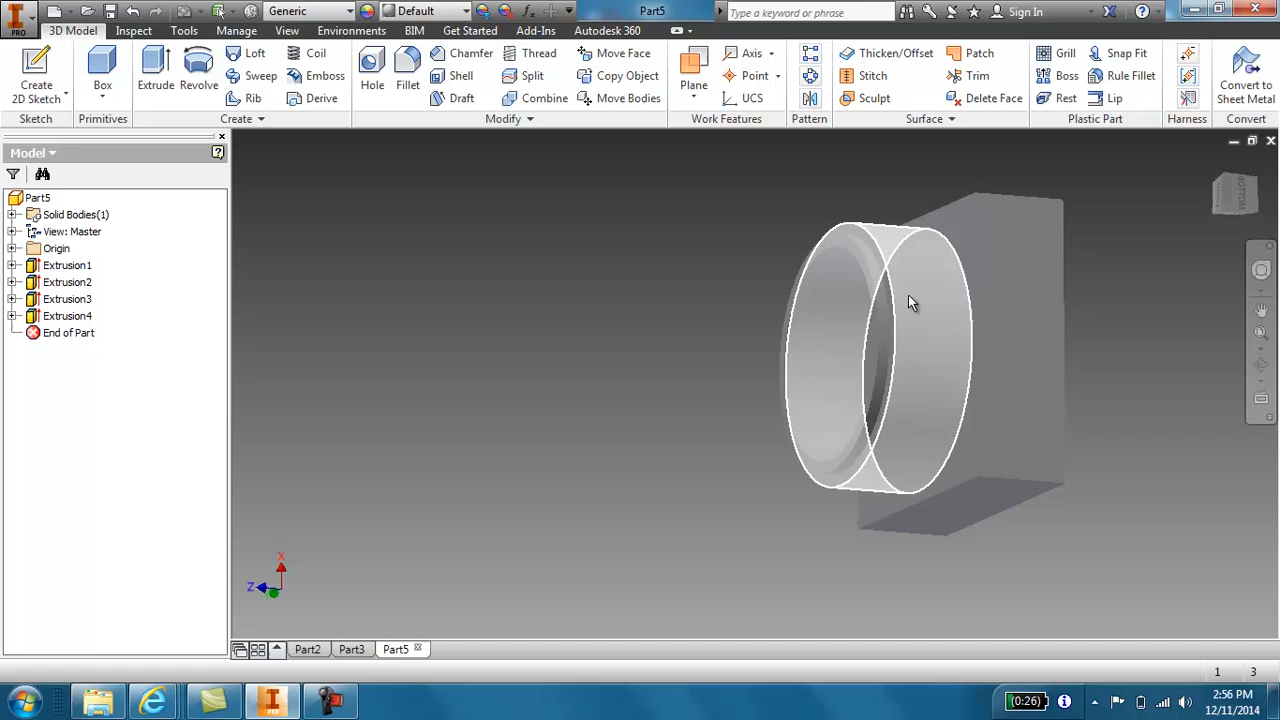 Generic
Default
fx
Part5
Type a keyword or phrase
Sign In
PRO
3D Model
Inspect
Tools
Manage
View
Environments
BIM
Get Started
Add-Ins
Autodesk 360
Create 2D Sketch
Box
Extrude
Revolve
Loft
Sweep
Rib
Coil
Emboss
Derive
Hole
Fillet
Chamfer
Shell
Draft
Thread
Split
Combine
Move Face
Copy Object
Move Bodies
Plane
Axis
Point
UCS
Thicken/Offset
Stitch
Sculpt
Patch
Trim
Delete Face
Grill
Boss
Rest
Snap Fit
Rule Fillet
Lip
Convert to Sheet Metal
Sketch
Primitives
Create
Modify
Work Features
Pattern
Surface
Plastic Part
Harness
Convert
Model
Part5
Solid Bodies(1)
View: Master
Origin
Extrusion1
Extrusion2
Extrusion3
Extrusion4
End of Part
BOTTOM
X
Z
Part2
Part3
Part5
1
3
(0:26)
2:56 PM
12/11/2014